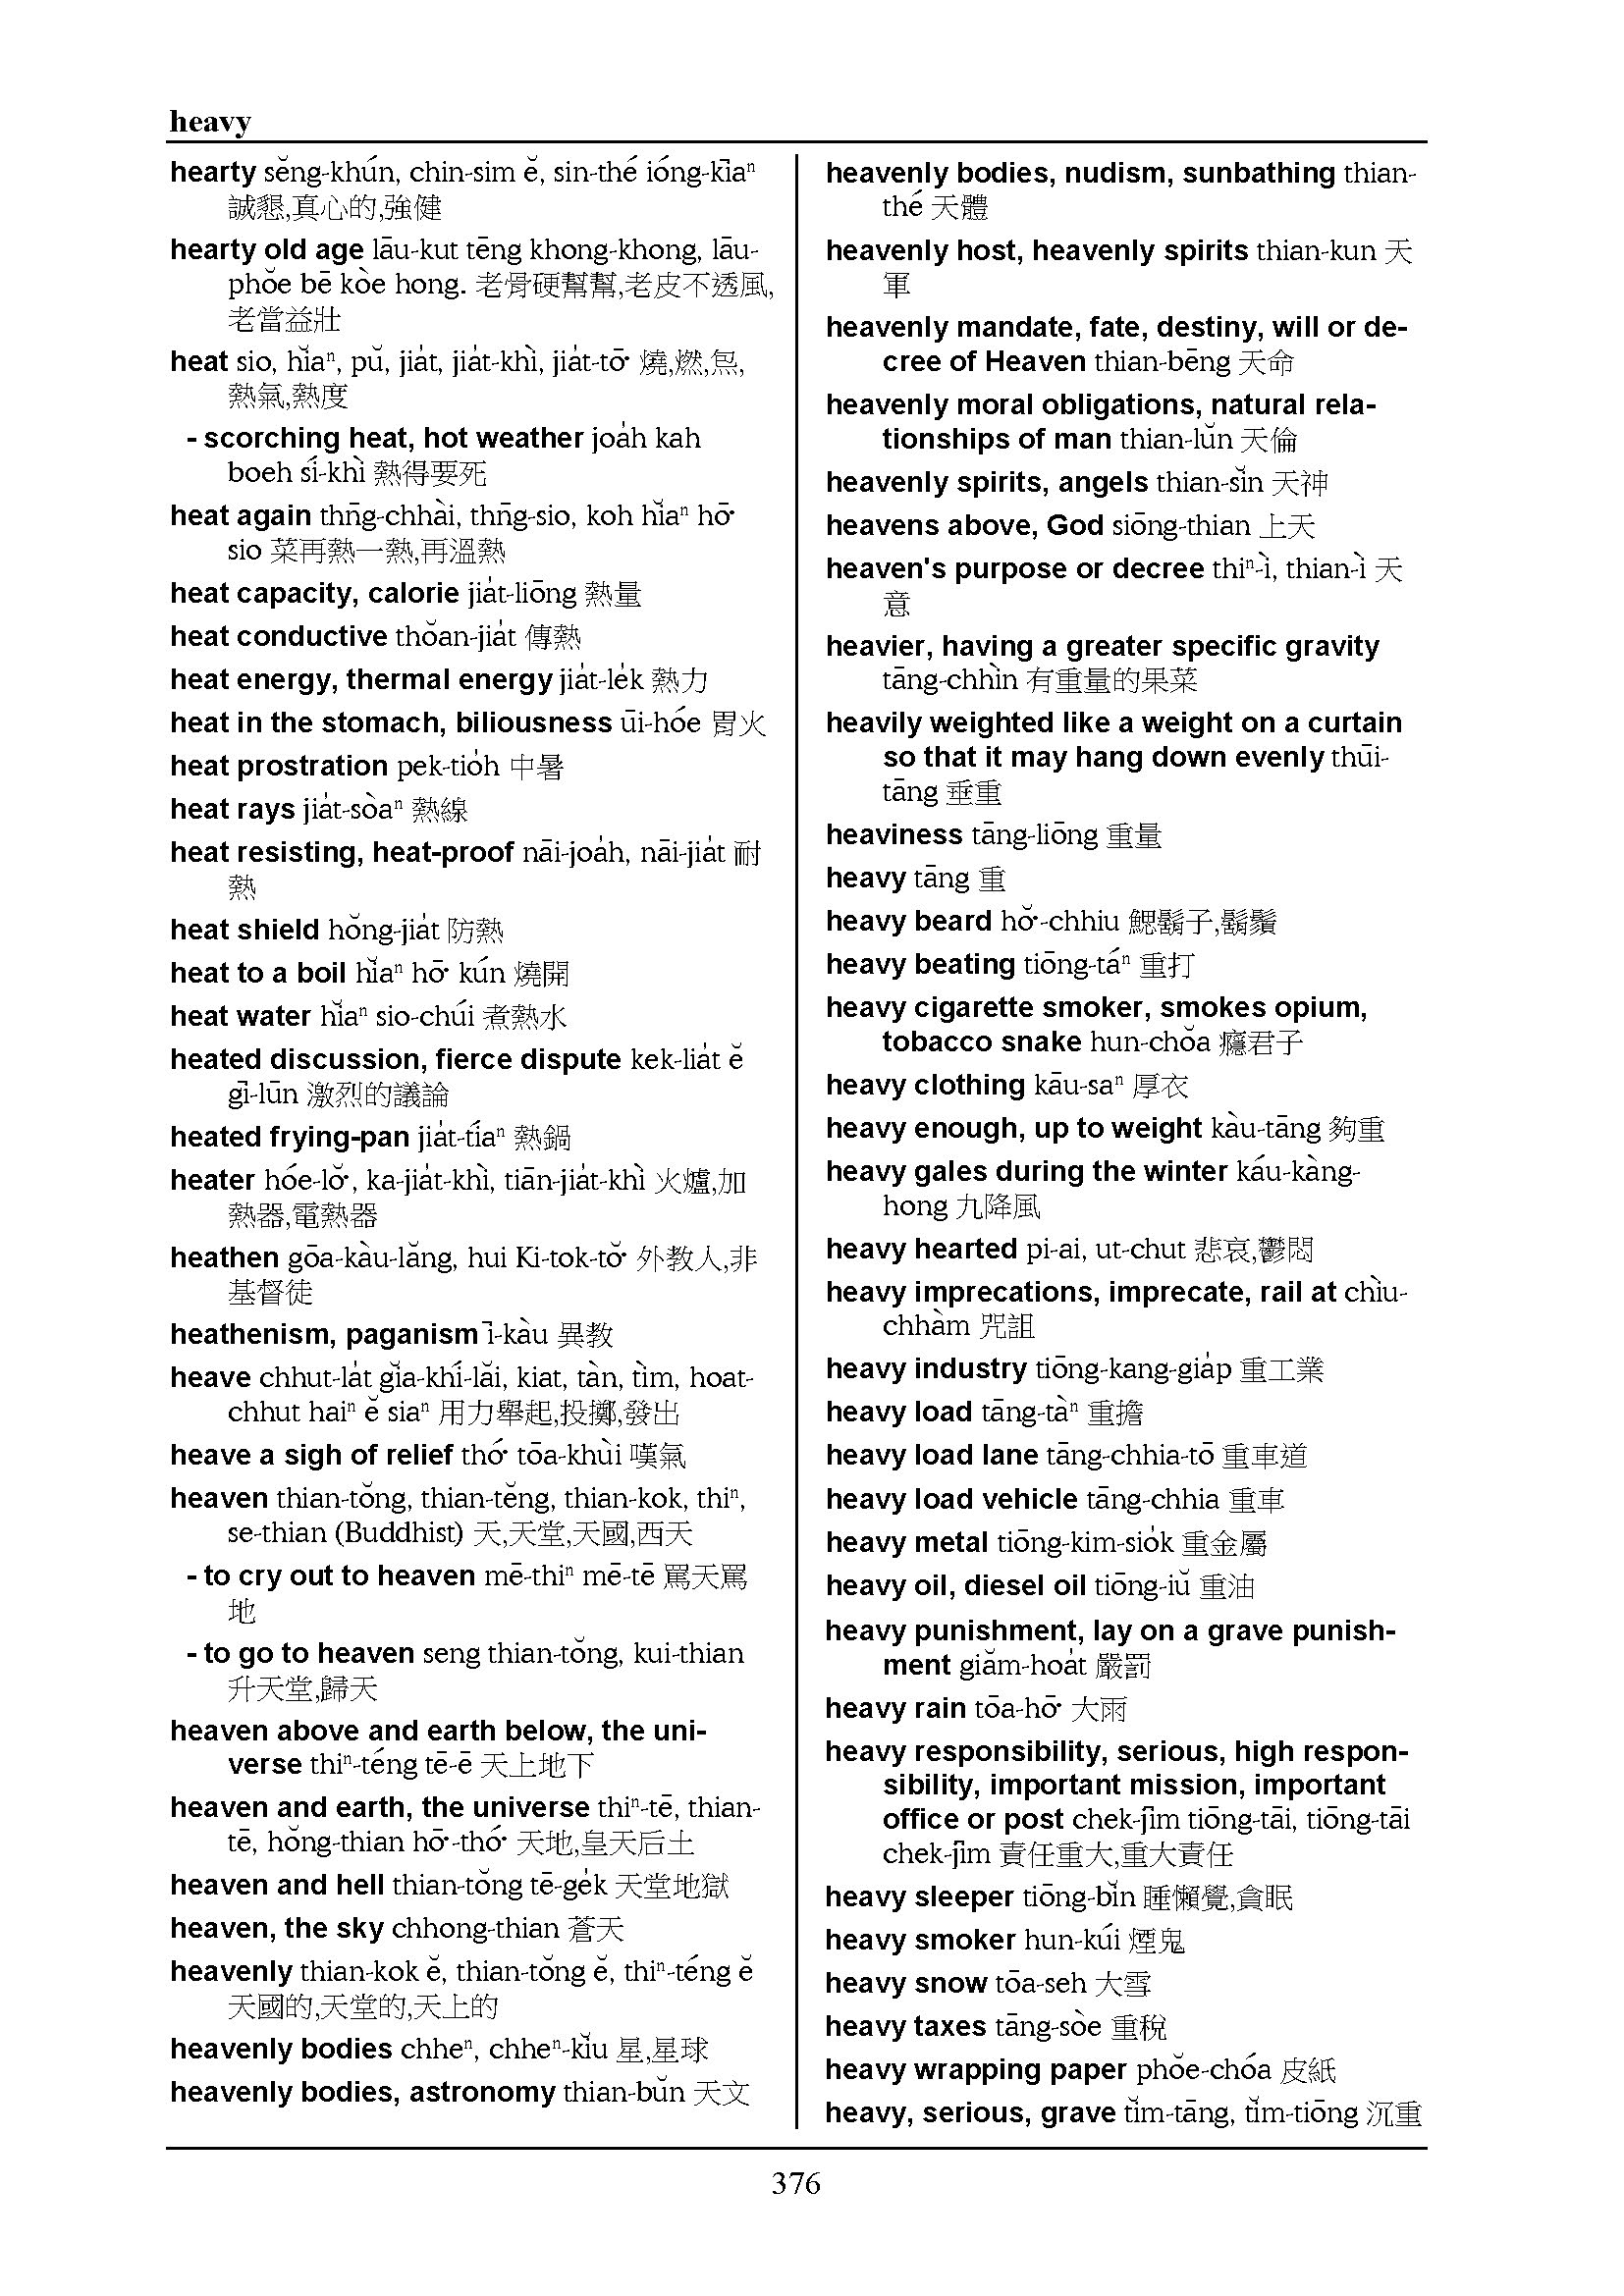 heavy
hearty sĕng-khún, chin-sim ĕ, sin-thé ióng-kīaⁿ
誠懇,真心的,強健
hearty old age lāu-kut tēng khong-khong, lāu-
phŏe bē kòe hong. 老骨硬幫幫,老皮不透風,
老當益壯
heat sio, hĭaⁿ, pŭ, jia̍t, jia̍t-khì, jia̍t-tō͘ 燒,燃,炰,
熱氣,熱度
- scorching heat, hot weather joa̍h kah
boeh sí-khì 熱得要死
heat again thn̄g-chhài, thn̄g-sio, koh hĭaⁿ hō͘
sio 菜再熱一熱,再溫熱
heat capacity, calorie jia̍t-liōng 熱量
heat conductive thŏan-jia̍t 傳熱
heat energy, thermal energy jia̍t-le̍k 熱力
heat in the stomach, biliousness ūi-hóe 胃火
heat prostration pek-tio̍h 中暑
heat rays jia̍t-sòaⁿ 熱線
heat resisting, heat-proof nāi-joa̍h, nāi-jia̍t 耐
熱
heat shield hŏng-jia̍t 防熱
heat to a boil hĭaⁿ hō͘ kún 燒開
heat water hĭaⁿ sio-chúi 煮熱水
heated discussion, fierce dispute kek-lia̍t ĕ
gī-lūn 激烈的議論
heated frying-pan jia̍t-tíaⁿ 熱鍋
heater hóe-lŏ͘, ka-jia̍t-khì, tiān-jia̍t-khì 火爐,加
熱器,電熱器
heathen gōa-kàu-lăng, hui Ki-tok-tŏ͘ 外教人,非
基督徒
heathenism, paganism ī-kàu 異教
heave chhut-la̍t gĭa-khí-lăi, kiat, tàn, tìm, hoat-
chhut haiⁿ ĕ siaⁿ 用力舉起,投擲,發出
heave a sigh of relief thó͘ tōa-khùi 嘆氣
heaven thian-tŏng, thian-tĕng, thian-kok, thiⁿ,
se-thian (Buddhist) 天,天堂,天國,西天
- to cry out to heaven mē-thiⁿ mē-tē 罵天罵
地
- to go to heaven seng thian-tŏng, kui-thian
升天堂,歸天
heaven above and earth below, the uni-
verse thiⁿ-téng tē-ē 天上地下
heaven and earth, the universe thiⁿ-tē, thian-
tē, hŏng-thian hō͘-thó͘ 天地,皇天后土
heaven and hell thian-tŏng tē-ge̍k 天堂地獄
heaven, the sky chhong-thian 蒼天
heavenly thian-kok ĕ, thian-tŏng ĕ, thiⁿ-téng ĕ
天國的,天堂的,天上的
heavenly bodies chheⁿ, chheⁿ-kĭu 星,星球
heavenly bodies, astronomy thian-bŭn 天文
heavenly bodies, nudism, sunbathing thian-
thé 天體
heavenly host, heavenly spirits thian-kun 天
軍
heavenly mandate, fate, destiny, will or de-
cree of Heaven thian-bēng 天命
heavenly moral obligations, natural rela-
tionships of man thian-lŭn 天倫
heavenly spirits, angels thian-sĭn 天神
heavens above, God siōng-thian 上天
heaven's purpose or decree thiⁿ-ì, thian-ì 天
意
heavier, having a greater specific gravity
tāng-chhìn 有重量的果菜
heavily weighted like a weight on a curtain
so that it may hang down evenly thūi-
tāng 垂重
heaviness tāng-liōng 重量
heavy tāng 重
heavy beard hŏ͘-chhiu 鰓鬍子,鬍鬚
heavy beating tiōng-táⁿ 重打
heavy cigarette smoker, smokes opium,
tobacco snake hun-chŏa 癮君子
heavy clothing kāu-saⁿ 厚衣
heavy enough, up to weight kàu-tāng 夠重
heavy gales during the winter káu-kàng-
hong 九降風
heavy hearted pi-ai, ut-chut 悲哀,鬱悶
heavy imprecations, imprecate, rail at chìu-
chhàm 咒詛
heavy industry tiōng-kang-gia̍p 重工業
heavy load tāng-tàⁿ 重擔
heavy load lane tāng-chhia-tō 重車道
heavy load vehicle tāng-chhia 重車
heavy metal tiōng-kim-sio̍k 重金屬
heavy oil, diesel oil tiōng-iŭ 重油
heavy punishment, lay on a grave punish-
ment giăm-hoa̍t 嚴罰
heavy rain tōa-hō͘ 大雨
heavy responsibility, serious, high respon-
sibility, important mission, important
office or post chek-jīm tiōng-tāi, tiōng-tāi
chek-jīm 責任重大,重大責任
heavy sleeper tiōng-bĭn 睡懶覺,貪眠
heavy smoker hun-kúi 煙鬼
heavy snow tōa-seh 大雪
heavy taxes tāng-sòe 重稅
heavy wrapping paper phŏe-chóa 皮紙
heavy, serious, grave tĭm-tāng, tĭm-tiōng 沉重
376